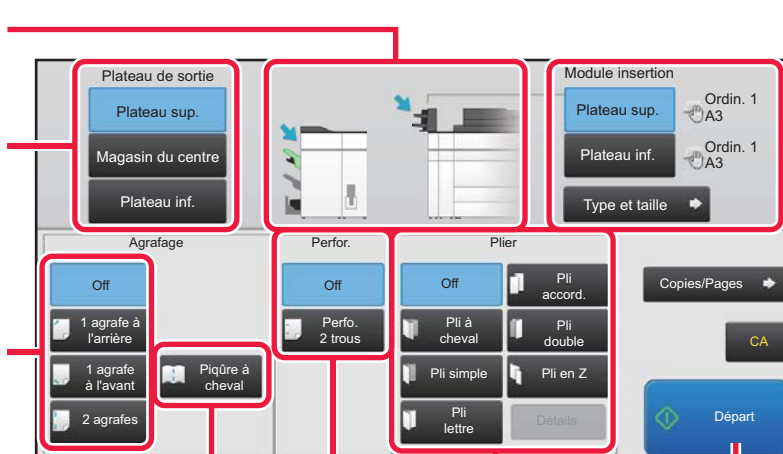 Plateau de sortie
Plateau sup.
Magasin du centre
Plateau inf.
Module insertion
Plateau sup.
Ordin. 1
A3
Plateau inf.
Ordin. 1
A3
Type et taille
Agrafage
Off
1 agrafe à
l'arrière
1 agrafe
à l'avant
2 agrafes
Piqûre à
cheval
Perfor.
Off
Perfo.
2 trous
Plier
Off
Pli
accord.
Pli à
cheval
Pli
double
Pli simple
Pli en Z
Pli
lettre
Détails
Copies/Pages
CA
Départ